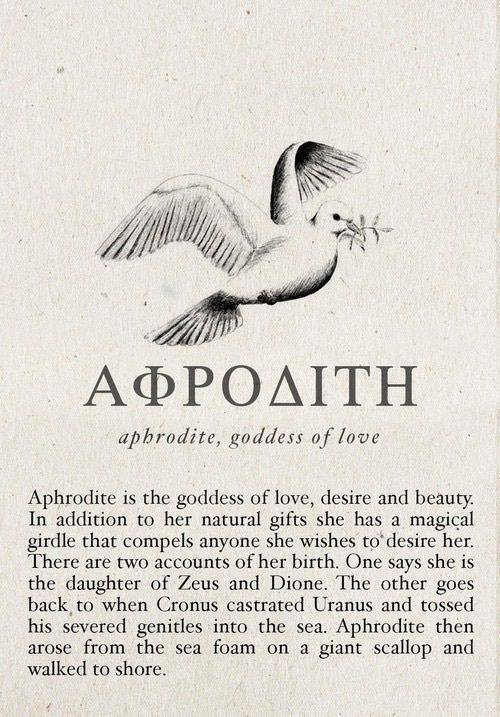 ΑΦΡΟΔΙΤΗ
aphrodite, goddess of love
Aphrodite is the goddess of love, desire and beauty.
In addition to her natural gifts she has a magical
girdle that compels anyone she wishes to desire her.
There are two accounts of her birth. One says she is
the daughter of Zeus and Dione. The other goes
back to when Cronus castrated Uranus and tossed
his severed genitles into the sea. Aphrodite then
arose from the sea foam on a giant scallop and
walked to shore.